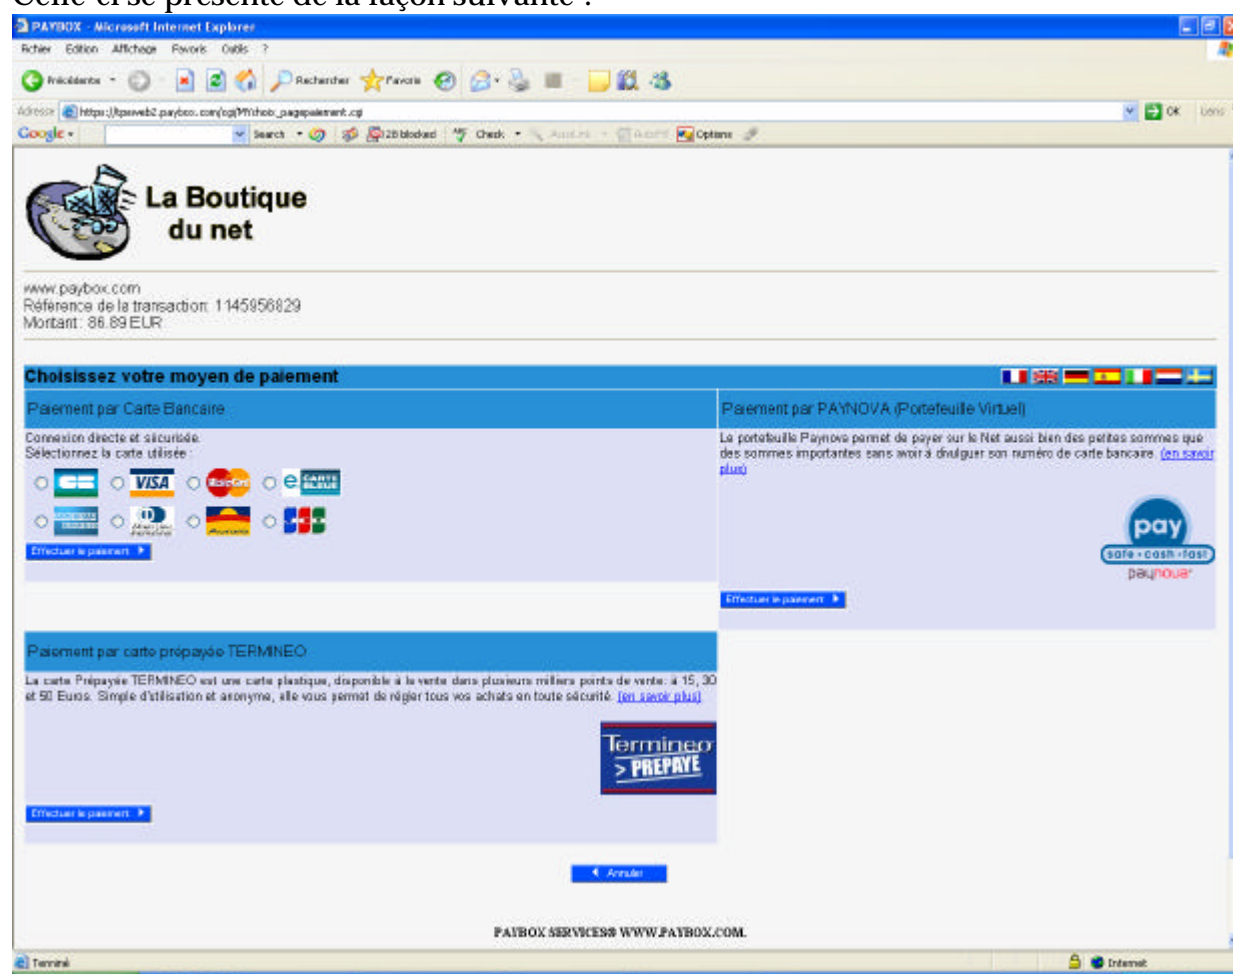 Celle-ci se présente de la façon suivante :
PAYBOX - Microsoft Internet Explorer
Fichier Edition Affichage Favoris Outils ?
Précédente Rechercher Favoris
Adresse OK Liens
Google Search 28 blocked Check AutoLink AutoFill Options
La Boutique
du net
www.paybox.com
Référence de la transaction: 1145956829
Montant : 86.89 EUR
Choisissez votre moyen de paiement
Paiement par Carte Bancaire
Connexion directe et sécurisée.
Sélectionnez la carte utilisée :
VISA MasterCard e CARTE BLEUE
Effectuer le paiement
Paiement par PAYNOVA (Portefeuille Virtuel)
Le portefeuille Paynova permet de payer sur le Net aussi bien des petites sommes que
des sommes importantes sans avoir à divulguer son numéro de carte bancaire. (en savoir
plus)
pay
safe · cash · fast
paynova
Effectuer le paiement
Paiement par carte prépayée TERMINEO
La carte Prépayée TERMINEO est une carte plastique, disponible à la vente dans plusieurs milliers points de vente: à 15, 30
et 50 Euros. Simple d'utilisation et anonyme, elle vous permet de régler tous vos achats en toute sécurité. (en savoir plus)
Termineo
> PREPAYE
Effectuer le paiement
Annuler
PAYBOX SERVICES® WWW.PAYBOX.COM.
Terminé Internet